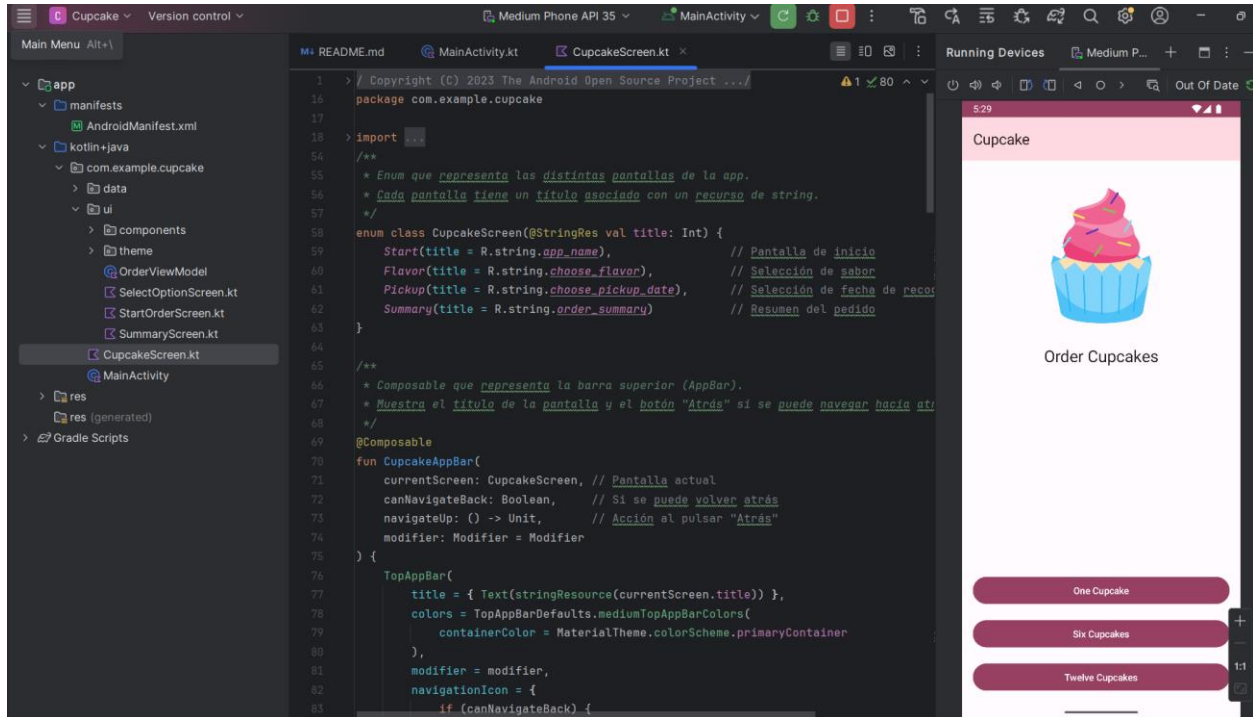 C Cupcake Version control Medium Phone API 35 MainActivity
Main Menu Alt+\
app
manifests
AndroidManifest.xml
kotlin+java
com.example.cupcake
data
ui
components
theme
OrderViewModel
SelectOptionScreen.kt
StartOrderScreen.kt
SummaryScreen.kt
CupcakeScreen.kt
MainActivity
res
res (generated)
Gradle Scripts
M↓ README.md MainActivity.kt CupcakeScreen.kt
1 / Copyright (C) 2023 The Android Open Source Project .../ 1 80
16 package com.example.cupcake
17
18 import ...
54 /**
55 * Enum que representa las distintas pantallas de la app.
56 * Cada pantalla tiene un título asociado con un recurso de string.
57 */
58 enum class CupcakeScreen(@StringRes val title: Int) {
59 Start(title = R.string.app_name), // Pantalla de inicio
60 Flavor(title = R.string.choose_flavor), // Selección de sabor
61 Pickup(title = R.string.choose_pickup_date), // Selección de fecha de recog
62 Summary(title = R.string.order_summary) // Resumen del pedido
63 }
64
65 /**
66 * Composable que representa la barra superior (AppBar).
67 * Muestra el título de la pantalla y el botón "Atrás" si se puede navegar hacia atr
68 */
69 @Composable
70 fun CupcakeAppBar(
71 currentScreen: CupcakeScreen, // Pantalla actual
72 canNavigateBack: Boolean, // Si se puede volver atrás
73 navigateUp: () -> Unit, // Acción al pulsar "Atrás"
74 modifier: Modifier = Modifier
75 ) {
76 TopAppBar(
77 title = { Text(stringResource(currentScreen.title)) },
78 colors = TopAppBarDefaults.mediumTopAppBarColors(
79 containerColor = MaterialTheme.colorScheme.primaryContainer
80 ),
81 modifier = modifier,
82 navigationIcon = {
83 if (canNavigateBack) {
Running Devices Medium P...
Out Of Date
5:29
Cupcake
Order Cupcakes
One Cupcake
Six Cupcakes
Twelve Cupcakes
1:1